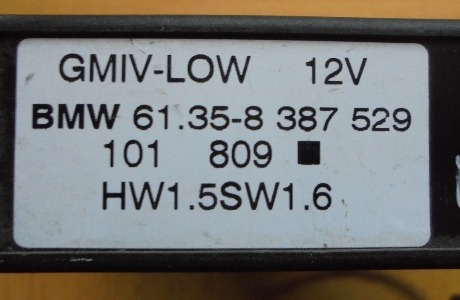 GMIV-LOW 12V
BMW 61.35-8 387 529
101 809 ■
HW1.5SW1.6